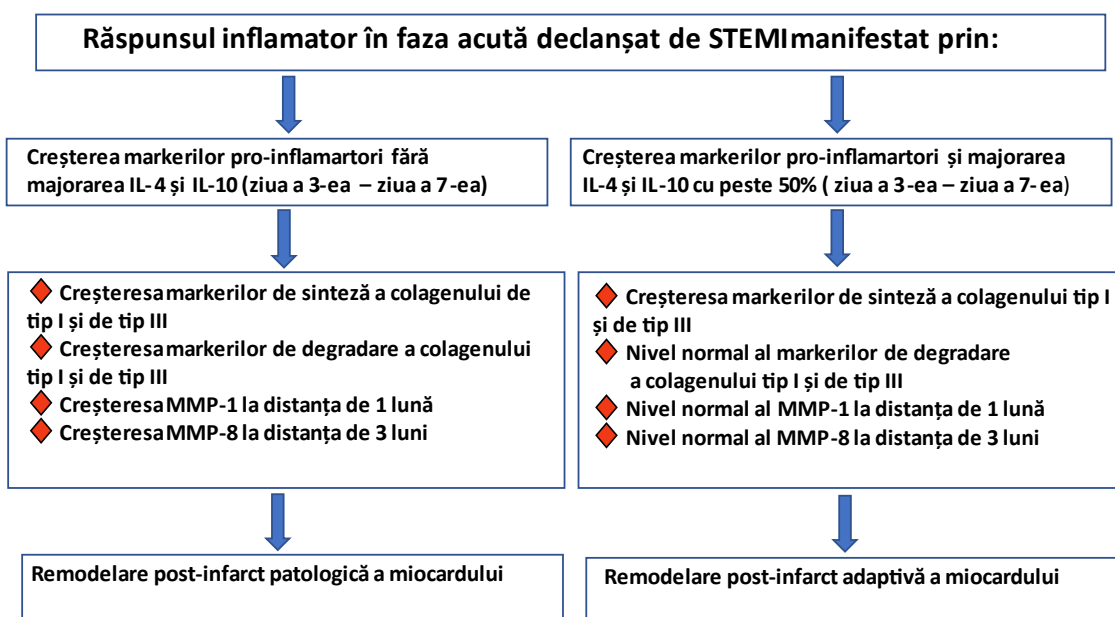 Răspunsul inflamator în faza acută declanșat de STEMI manifestat prin:
Creșterea markerilor pro-inflamartori fără
majorarea IL-4 și IL-10 (ziua a 3-ea – ziua a 7-ea)
Creșterea markerilor pro-inflamartori și majorarea
IL-4 și IL-10 cu peste 50% ( ziua a 3-ea – ziua a 7-ea)
Creșteresa markerilor de sinteză a colagenului de
tip I și de tip III
Creșteresa markerilor de degradare a colagenului
tip I și de tip III
Creșteresa MMP-1 la distanța de 1 lună
Creșteresa MMP-8 la distanța de 3 luni
Creșteresa markerilor de sinteză a colagenului tip I
și de tip III
Nivel normal al markerilor de degradare
a colagenului tip I și de tip III
Nivel normal al MMP-1 la distanța de 1 lună
Nivel normal al MMP-8 la distanța de 3 luni
Remodelare post-infarct patologică a miocardului
Remodelare post-infarct adaptivă a miocardului